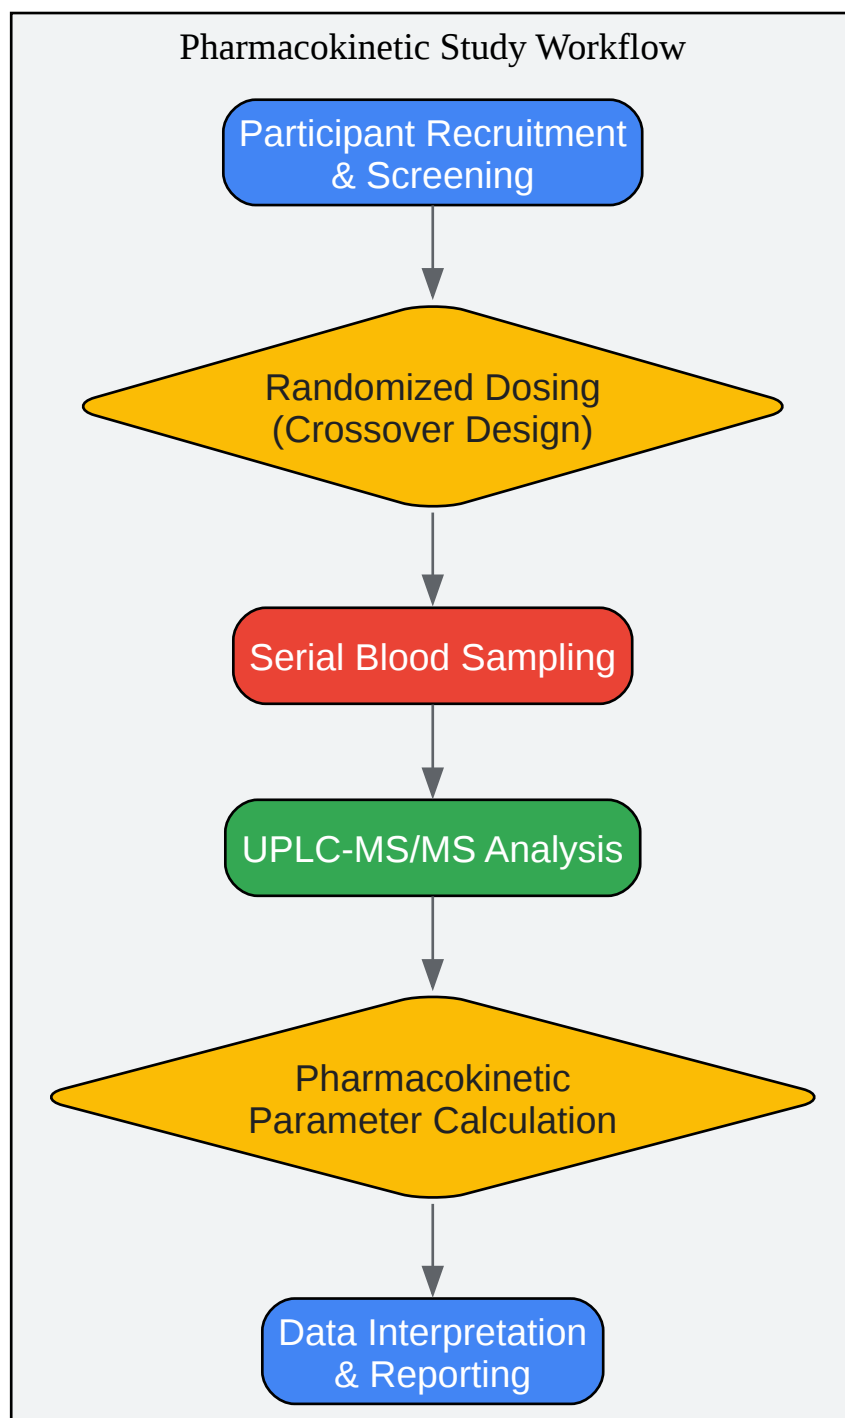 Pharmacokinetic Study Workflow
Participant Recruitment
& Screening
Randomized Dosing
(Crossover Design)
Serial Blood Sampling
UPLC-MS/MS Analysis
Pharmacokinetic
Parameter Calculation
Data Interpretation
& Reporting